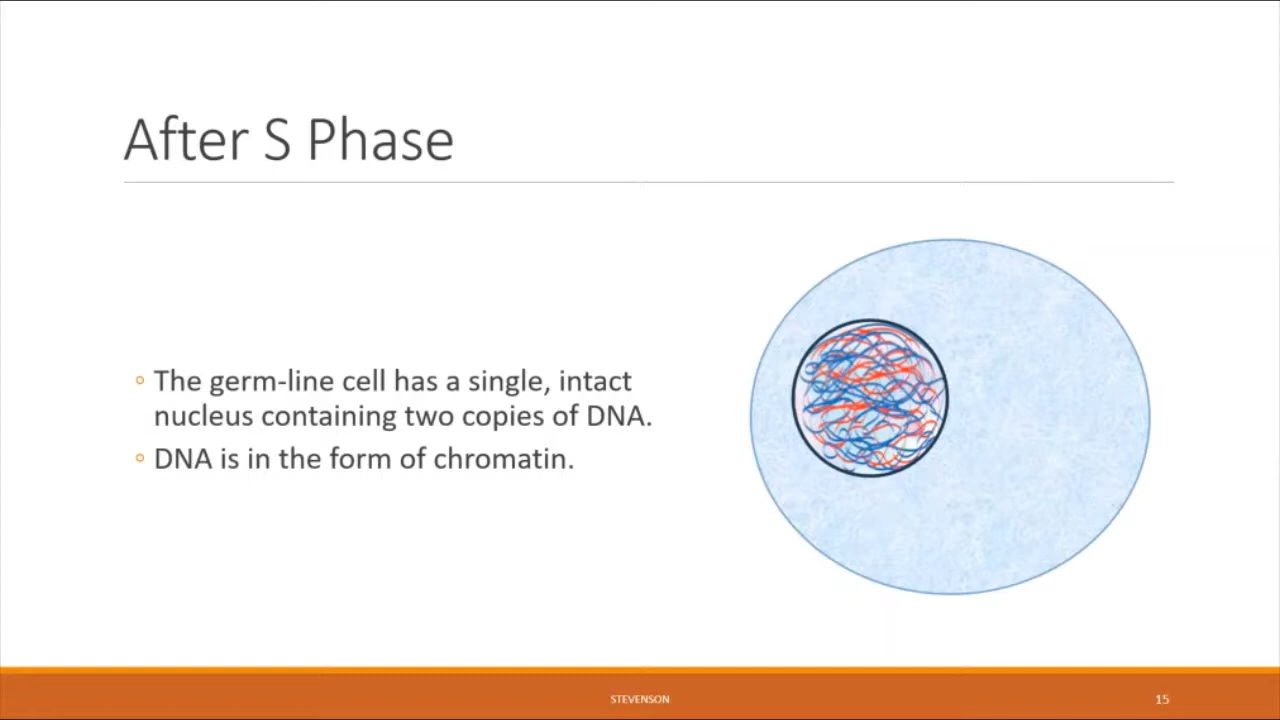 After S Phase
◦ The germ-line cell has a single, intact
nucleus containing two copies of DNA.
◦ DNA is in the form of chromatin.
STEVENSON
15